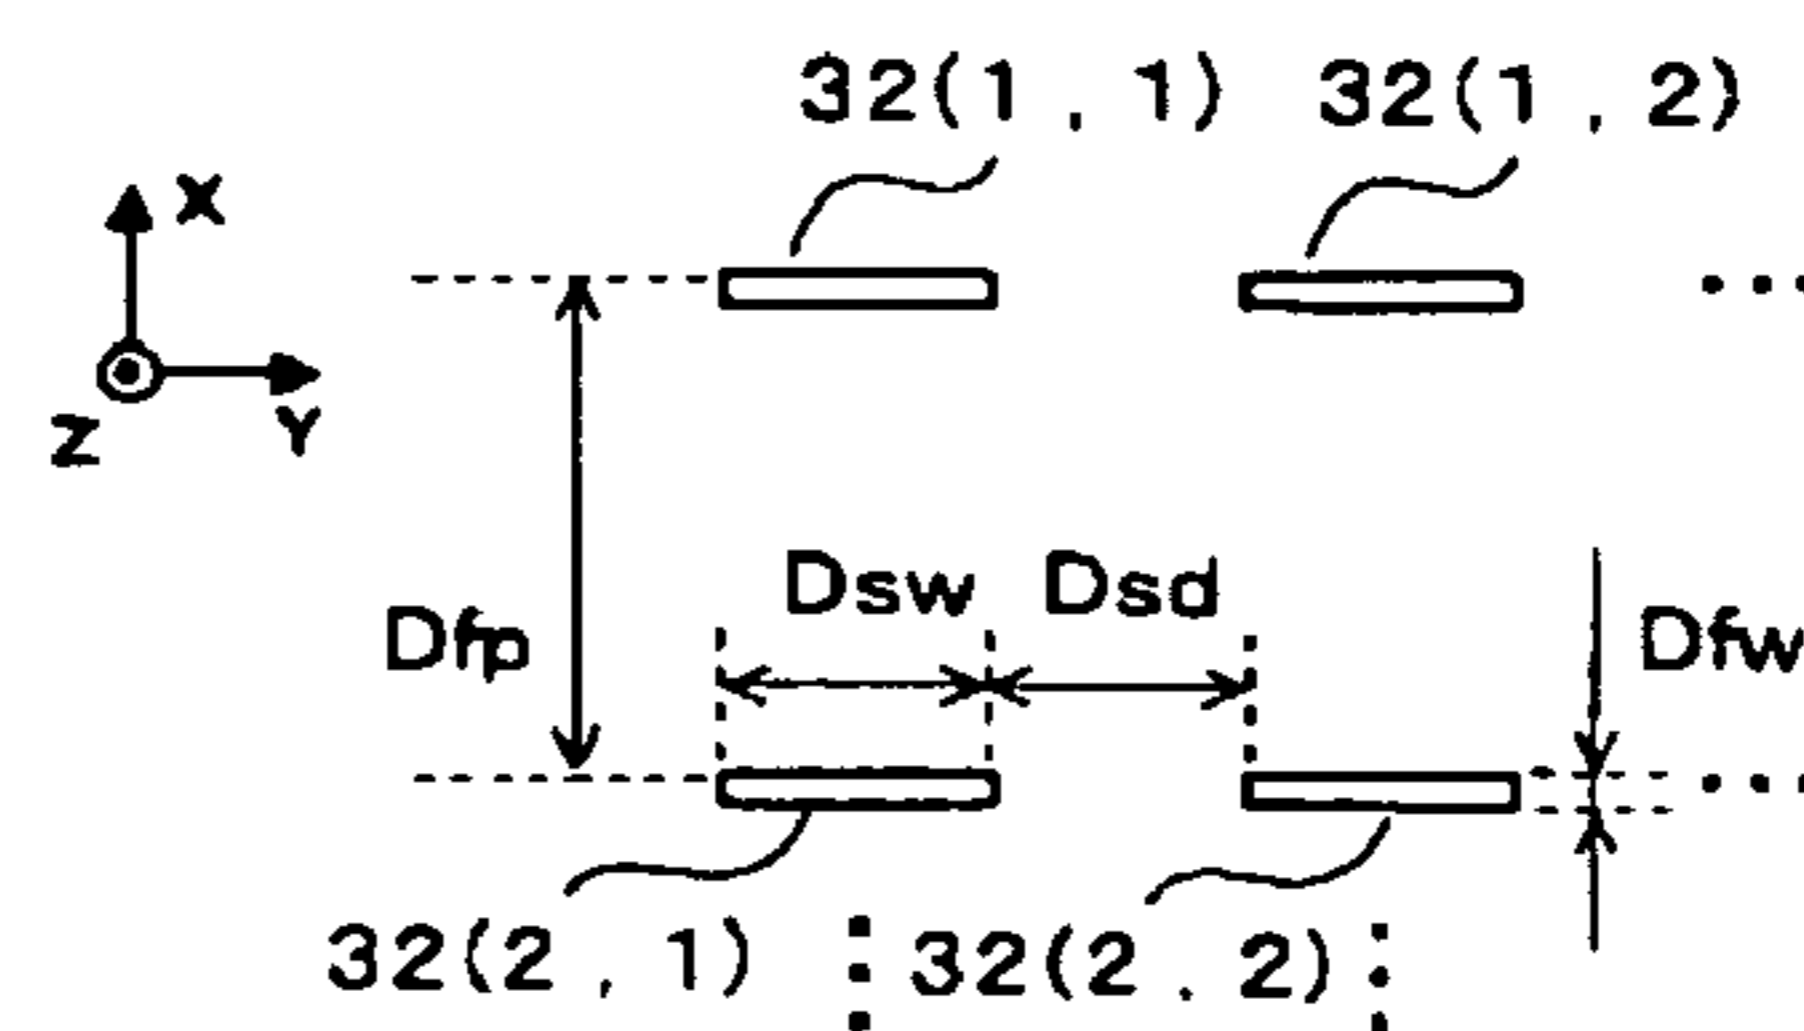 32(1 , 1) 32(1 , 2)
X
Z Y
Dsw Dsd
Dfp Dfw
32(2 , 1) 32(2 , 2)